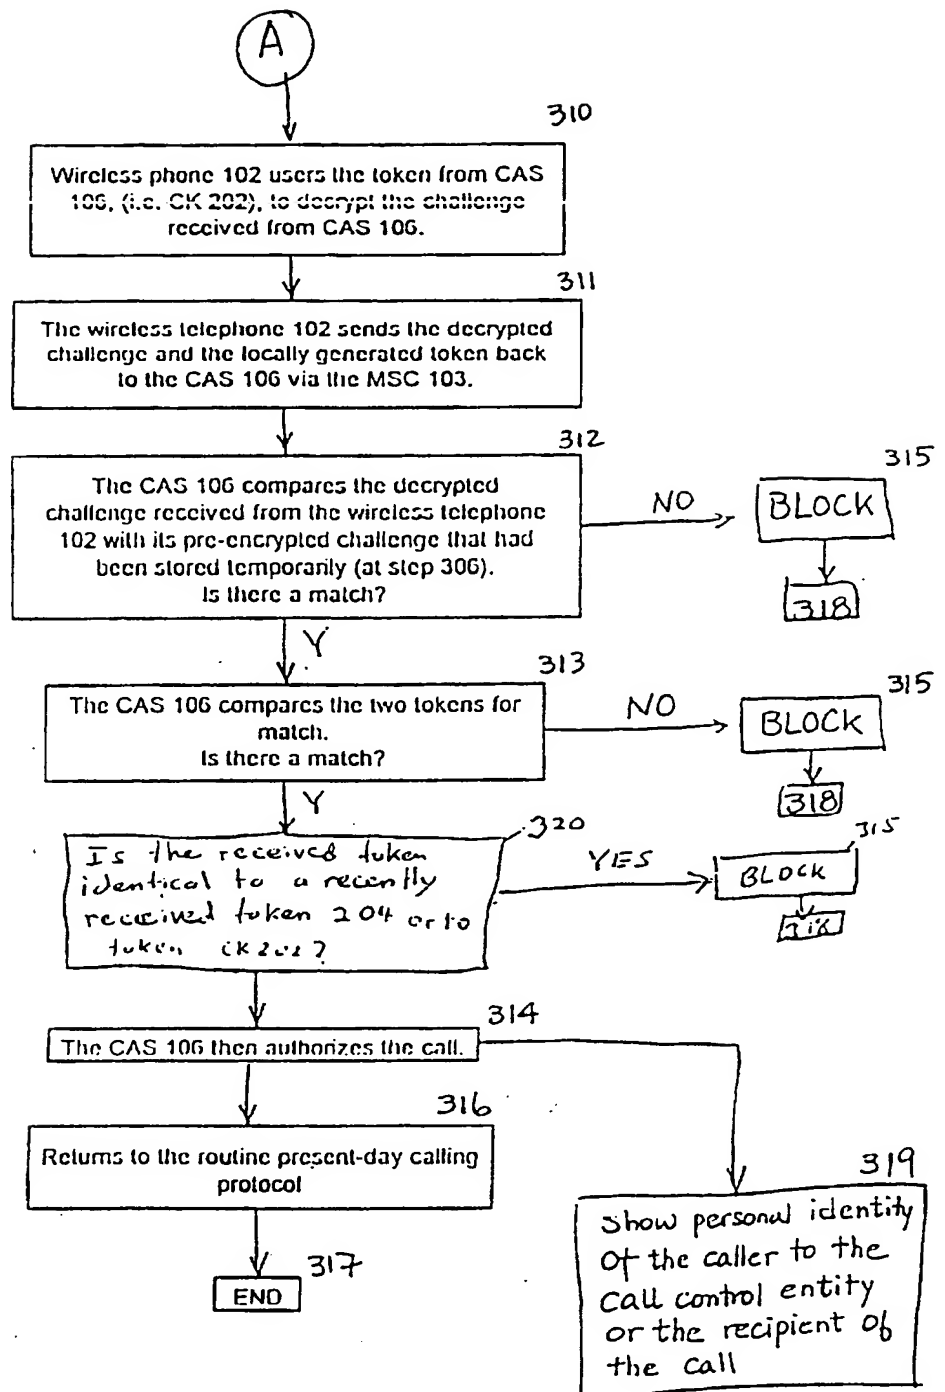 A
310
Wireless phone 102 users the token from CAS
106, (i.e. CK 202), to decrypt the challenge
received from CAS 106.
311
The wireless telephone 102 sends the decrypted
challenge and the locally generated token back
to the CAS 106 via the MSC 103.
312
The CAS 106 compares the decrypted
challenge received from the wireless telephone
102 with its pre-encrypted challenge that had
been stored temporarily (at step 306).
Is there a match?
NO
315
BLOCK
318
Y
313
The CAS 106 compares the two tokens for
match.
Is there a match?
NO
315
BLOCK
318
Y
320
Is the received token
identical to a recently
received token 204 or to
token
YES
315
BLOCK
318
314
The CAS 106 then authorizes the call.
316
Returns to the routine present-day calling
protocol
317
END
319
Show personal identity
Of the caller to the
Call control entity
or the recipient of
the call